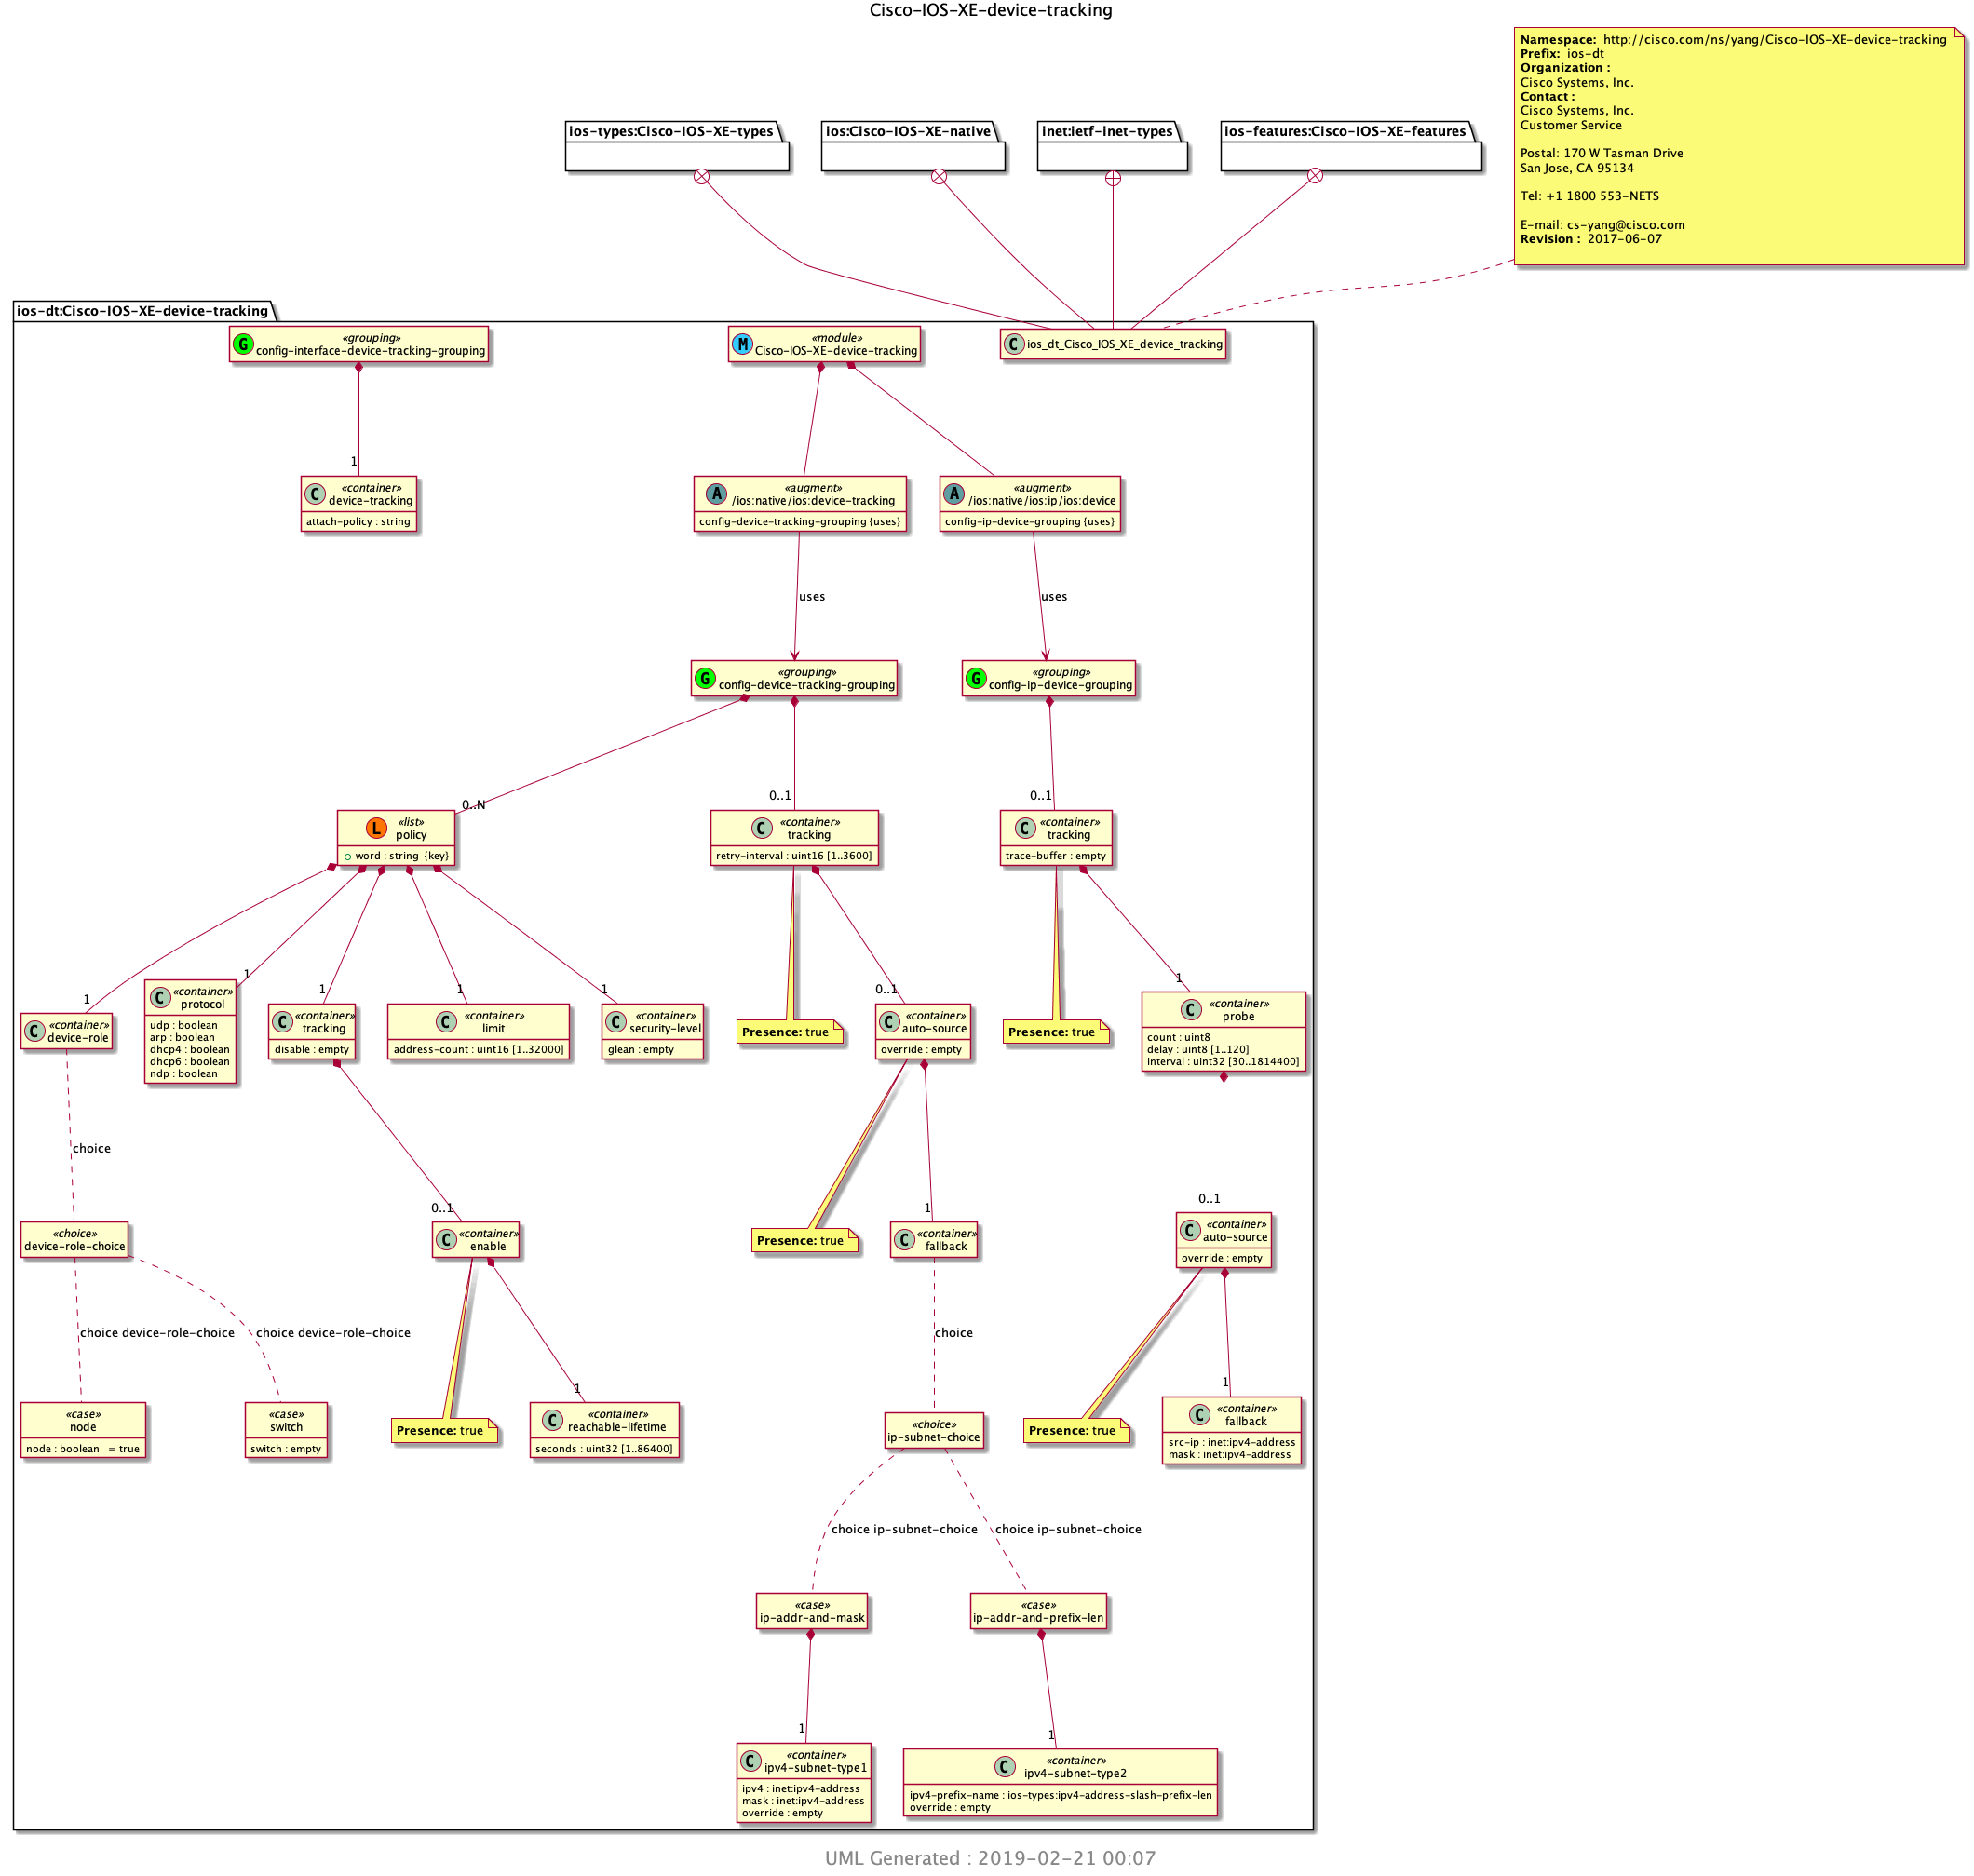 Cisco-IOS-XE-device-tracking
Namespace: http://cisco.com/ns/yang/Cisco-IOS-XE-device-tracking
Prefix: ios-dt
Organization :
Cisco Systems, Inc.
Contact :
Cisco Systems, Inc.
Customer Service
Postal: 170 W Tasman Drive
San Jose, CA 95134
Tel: +1 1800 553-NETS
E-mail: cs-yang@cisco.com
Revision : 2017-06-07
ios-types:Cisco-IOS-XE-types
ios:Cisco-IOS-XE-native
inet:ietf-inet-types
ios-features:Cisco-IOS-XE-features
ios-dt:Cisco-IOS-XE-device-tracking
G
«grouping»
config-interface-device-tracking-grouping
M
«module»
Cisco-IOS-XE-device-tracking
C
ios_dt_Cisco_IOS_XE_device_tracking
1
C
«container»
device-tracking
attach-policy : string
A
«augment»
/ios:native/ios:device-tracking
config-device-tracking-grouping {uses}
A
«augment»
/ios:native/ios:ip/ios:device
config-ip-device-grouping {uses}
uses
uses
G
«grouping»
config-device-tracking-grouping
G
«grouping»
config-ip-device-grouping
0..N
0..1
0..1
L
«list»
policy
word : string {key}
C
«container»
tracking
retry-interval : uint16 [1..3600]
C
«container»
tracking
trace-buffer : empty
1
1
1
1
1
0..1
1
C
«container»
device-role
C
«container»
protocol
udp : boolean
arp : boolean
dhcp4 : boolean
dhcp6 : boolean
ndp : boolean
C
«container»
tracking
disable : empty
C
«container»
limit
address-count : uint16 [1..32000]
C
«container»
security-level
glean : empty
Presence: true
C
«container»
auto-source
override : empty
Presence: true
C
«container»
probe
count : uint8
delay : uint8 [1..120]
interval : uint32 [30..1814400]
choice
0..1
1
0..1
«choice»
device-role-choice
C
«container»
enable
Presence: true
C
«container»
fallback
C
«container»
auto-source
override : empty
choice device-role-choice
choice device-role-choice
choice
1
1
«case»
node
node : boolean = true
«case»
switch
switch : empty
Presence: true
C
«container»
reachable-lifetime
seconds : uint32 [1..86400]
«choice»
ip-subnet-choice
Presence: true
C
«container»
fallback
src-ip : inet:ipv4-address
mask : inet:ipv4-address
choice ip-subnet-choice
choice ip-subnet-choice
«case»
ip-addr-and-mask
«case»
ip-addr-and-prefix-len
1
1
C
«container»
ipv4-subnet-type1
ipv4 : inet:ipv4-address
mask : inet:ipv4-address
override : empty
C
«container»
ipv4-subnet-type2
ipv4-prefix-name : ios-types:ipv4-address-slash-prefix-len
override : empty
UML Generated : 2019-02-21 00:07